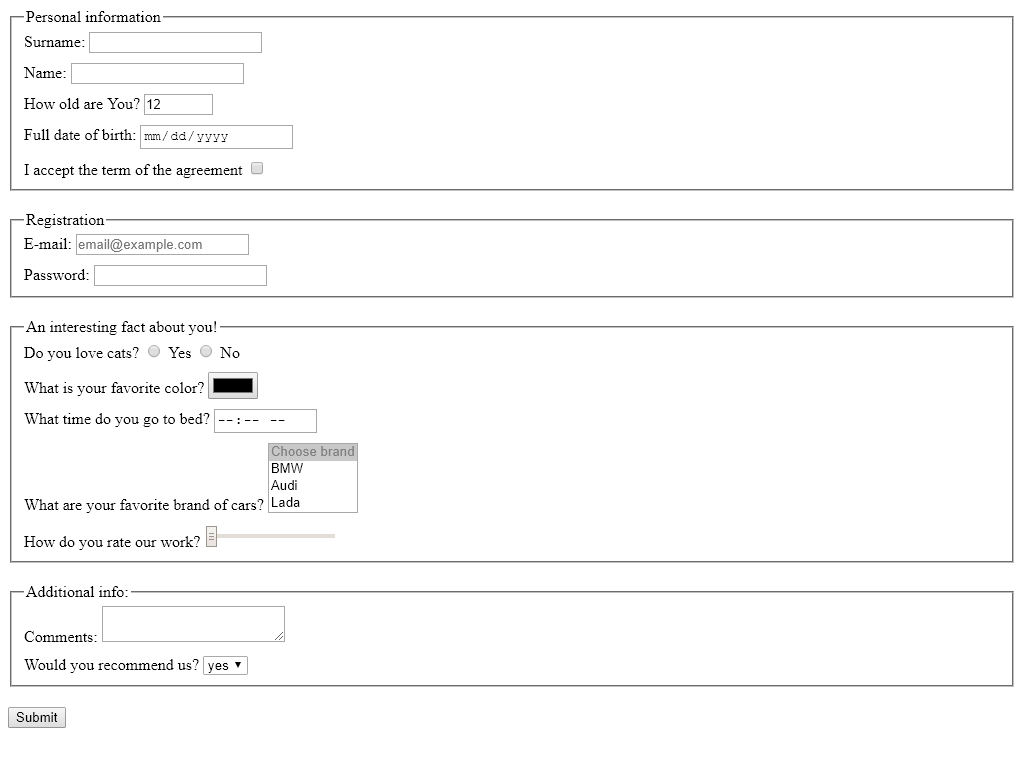 Personal information
Surname:
Name:
How old are You? 12
Full date of birth: mm/dd/yyyy
I accept the term of the agreement
Registration
E-mail: email@example.com
Password:
An interesting fact about you!
Do you love cats? Yes No
What is your favorite color?
What time do you go to bed? --:-- --
Choose brand
BMW
Audi
Lada
What are your favorite brand of cars?
How do you rate our work?
Additional info:
Comments:
Would you recommend us? yes
Submit